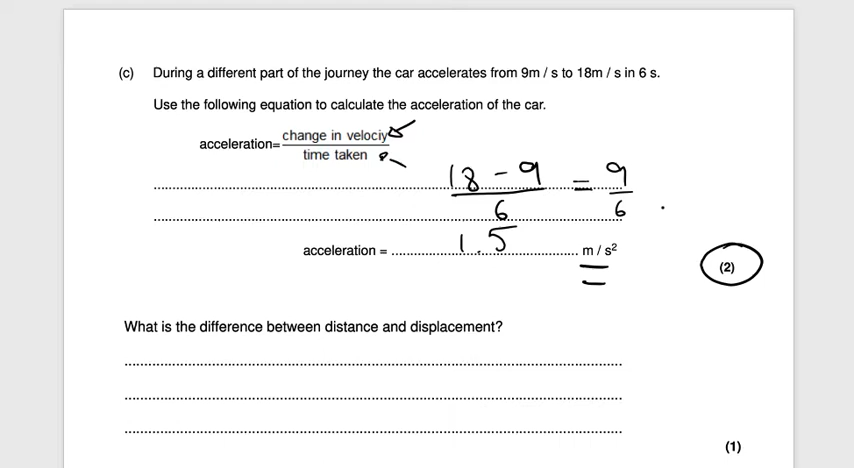 (c) During a different part of the journey the car accelerates from 9m / s to 18m / s in 6 s.
Use the following equation to calculate the acceleration of the car.
acceleration= change in velociy
time taken
18 - 9 = 9
6 6
acceleration = 1.5 m / s²
(2)
What is the difference between distance and displacement?
(1)